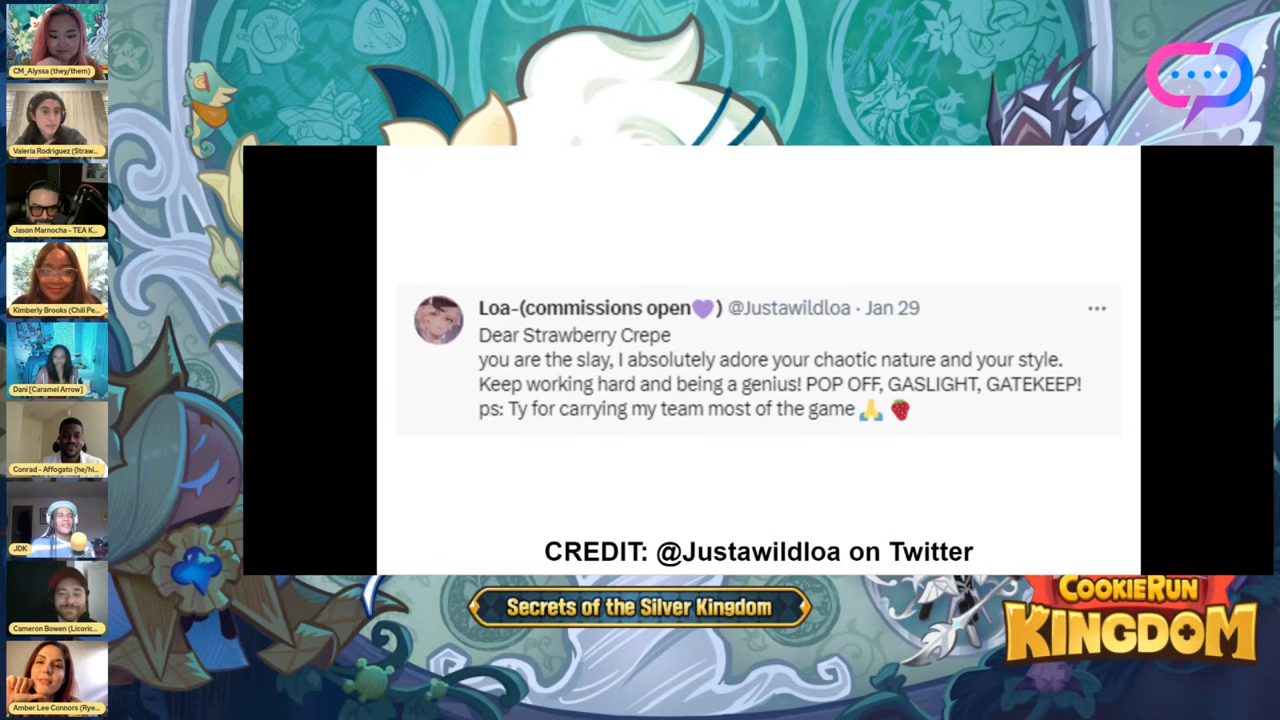 CM_Alyssa (they/them)
Valeria Rodriguez (Straw...
Jason Marnocha - TEA K...
Kimberly Brooks (Chili Pe...
Dani [Caramel Arrow]
Conrad - Affogato (he/hi...
JDK
Cameron Bowen (Licoric...
Amber Lee Connors (Rye...
Loa-(commissions open💜) @Justawildloa · Jan 29
Dear Strawberry Crepe
you are the slay, I absolutely adore your chaotic nature and your style.
Keep working hard and being a genius! POP OFF, GASLIGHT, GATEKEEP!
ps: Ty for carrying my team most of the game 🙏 🍓
CREDIT: @Justawildloa on Twitter
Secrets of the Silver Kingdom
COOKIERUN
KINGDOM